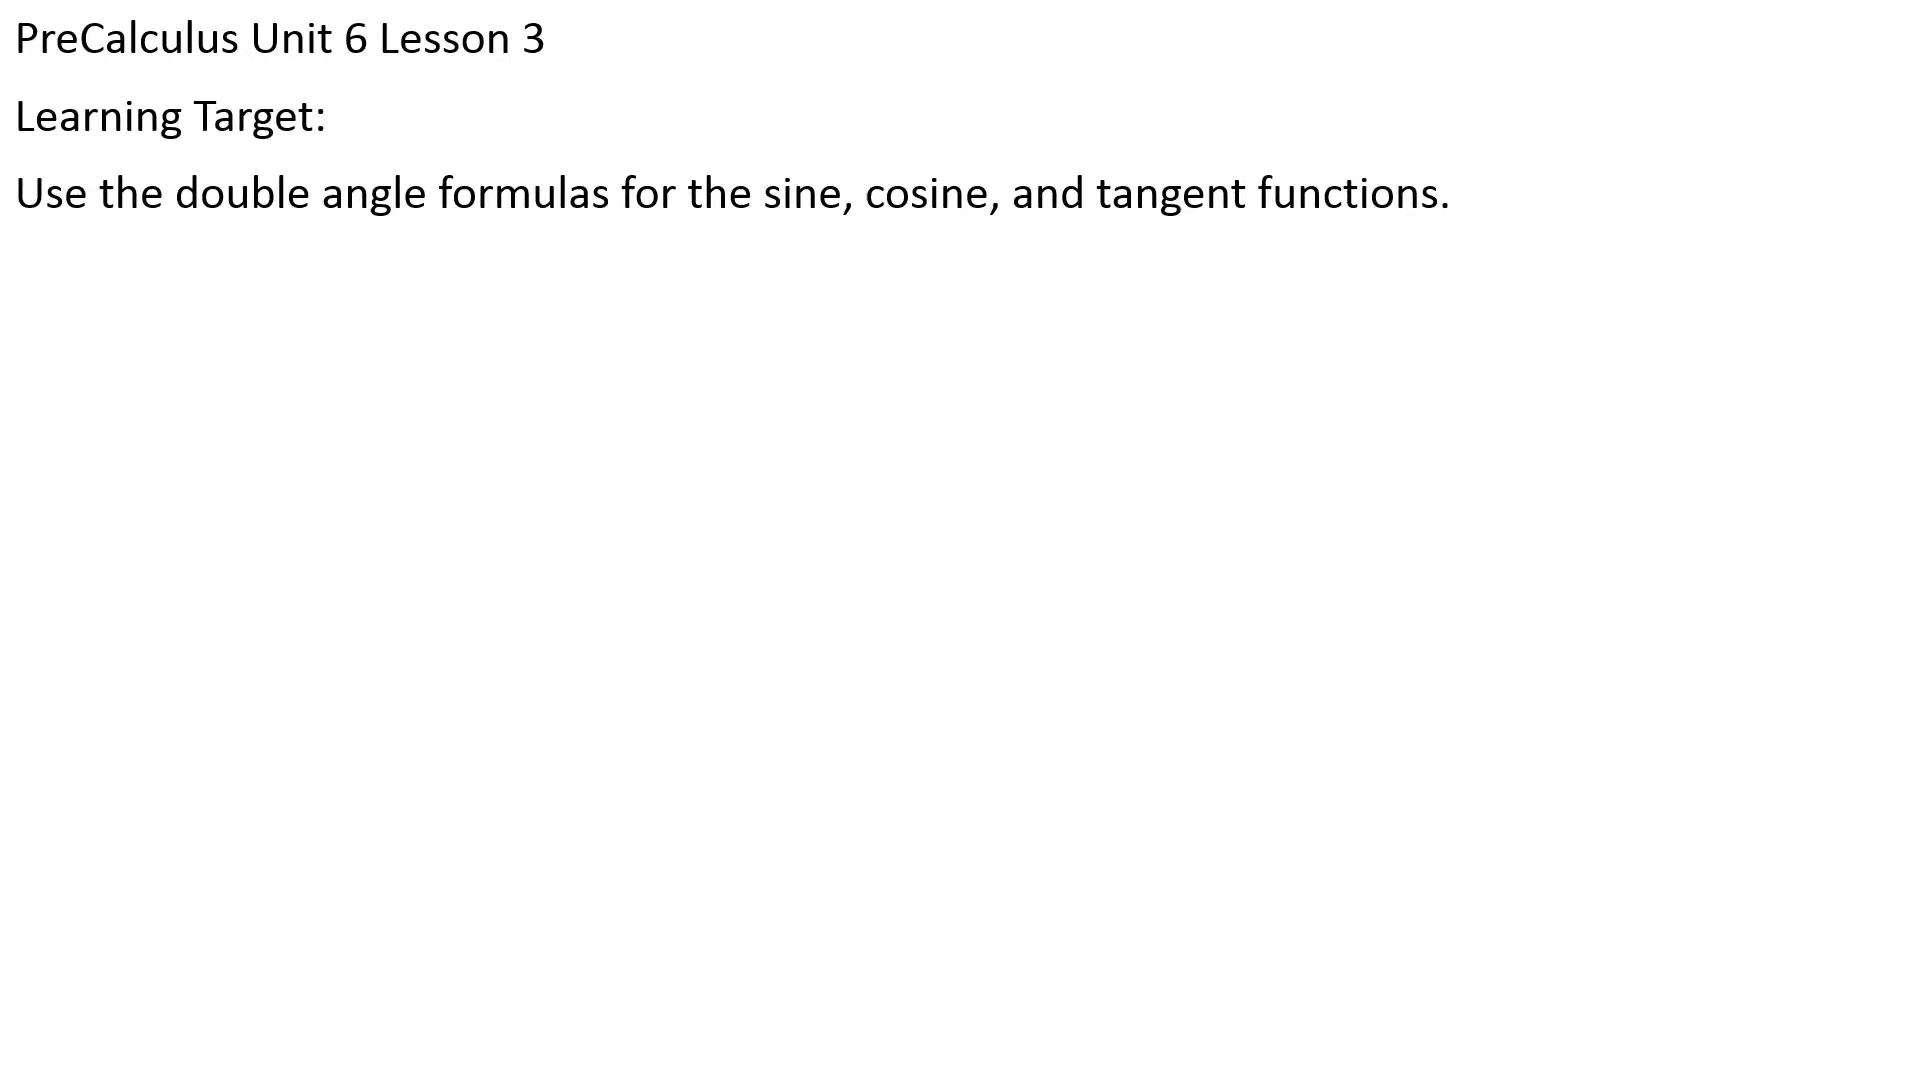 PreCalculus Unit 6 Lesson 3
Learning Target:
Use the double angle formulas for the sine, cosine, and tangent functions.